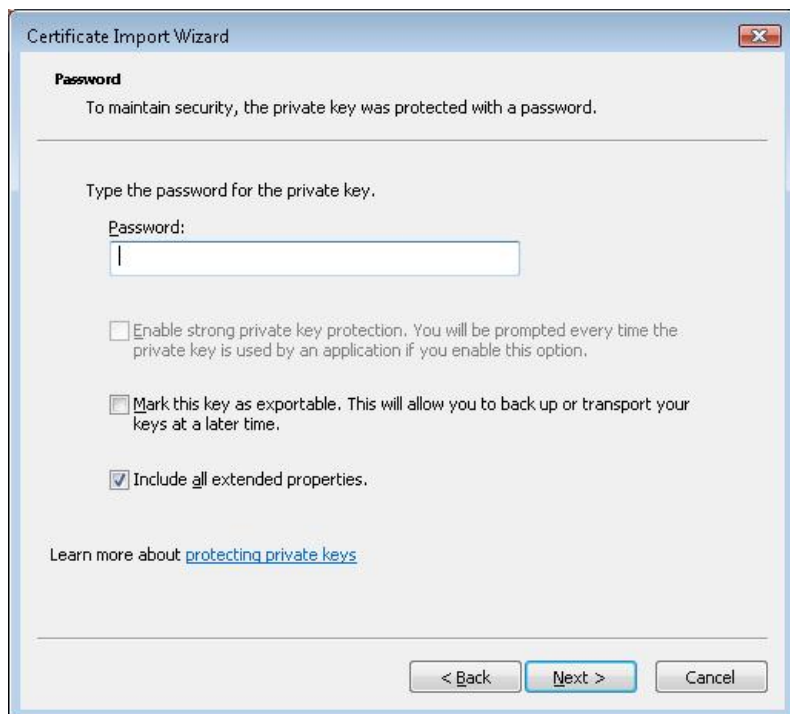 Certificate Import Wizard
Password
To maintain security, the private key was protected with a password.
Type the password for the private key.
Password:
Enable strong private key protection. You will be prompted every time the
private key is used by an application if you enable this option.
Mark this key as exportable. This will allow you to back up or transport your
keys at a later time.
Include all extended properties.
Learn more about protecting private keys
< Back Next > Cancel